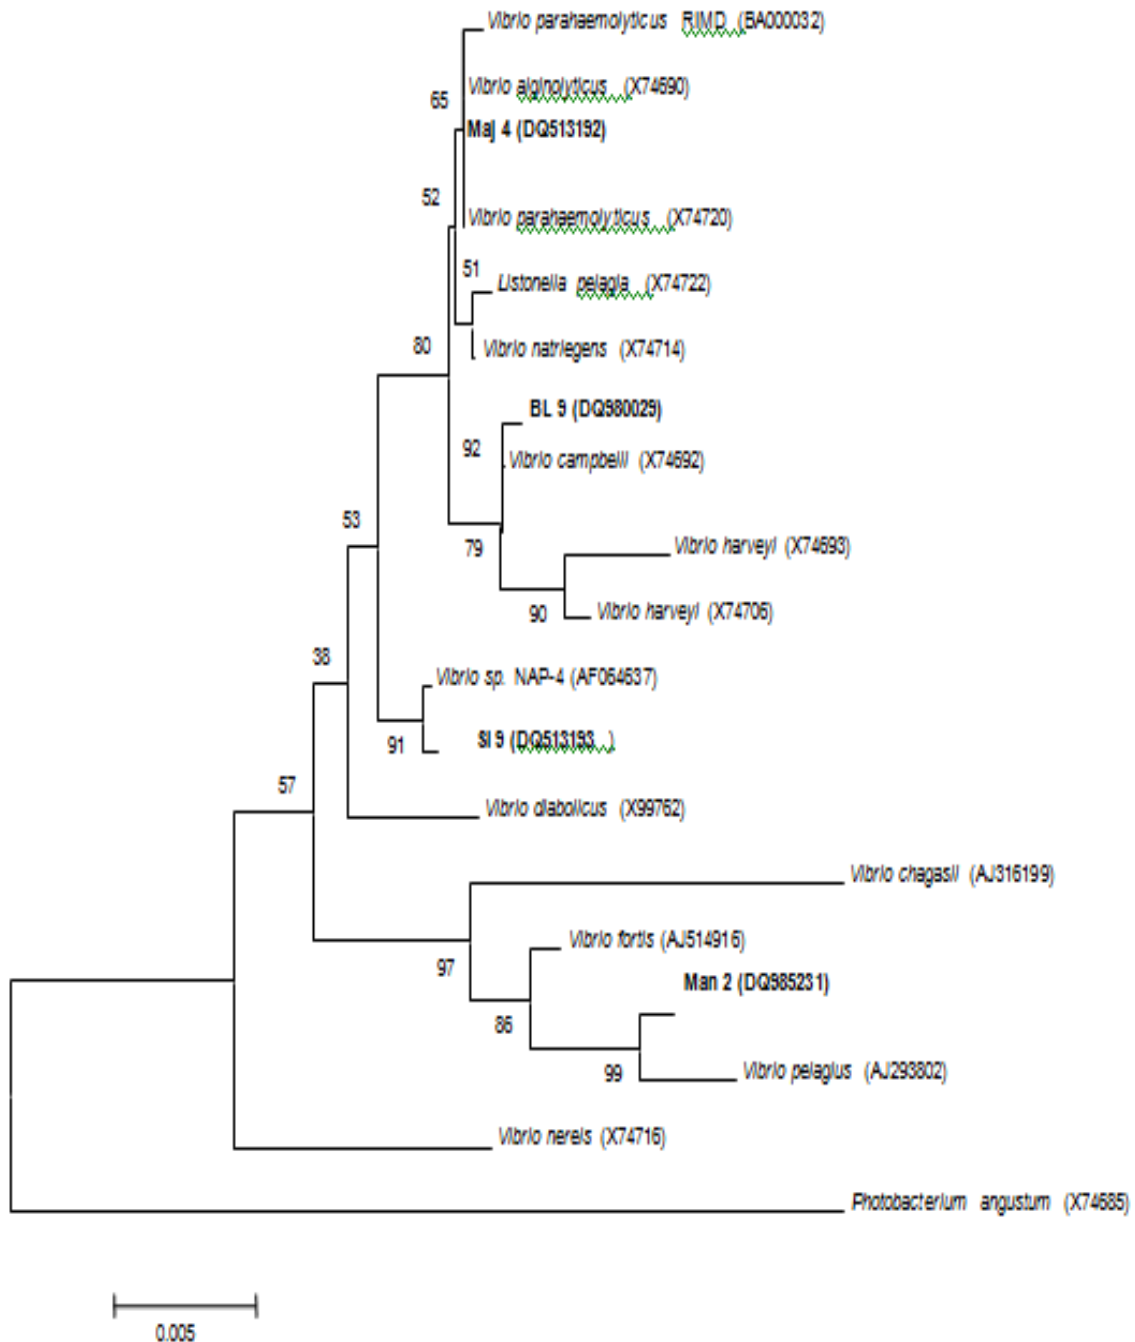 Vibrio parahaemolyticus RIMD (BA000032)
Vibrio alginolyticus (X74690)
65
Maj 4 (DQ513192)
52
Vibrio parahaemolyticus (X74720)
51
Listonella pelagia (X74722)
80
Vibrio natriegens (X74714)
BL 9 (DQ980029)
92
Vibrio campbelli (X74692)
53
79
Vibrio harveyi (X74693)
90
Vibrio harveyi (X74706)
38
Vibrio sp. NAP-4 (AF064637)
91
SI 9 (DQ513193 )
57
Vibrio diabolicus (X99762)
Vibrio chagasii (AJ316199)
Vibrio fortis (AJ514916)
97
Man 2 (DQ985231)
86
99
Vibrio pelagius (AJ293802)
Vibrio nereis (X74716)
Photobacterium angustum (X74685)
0.005